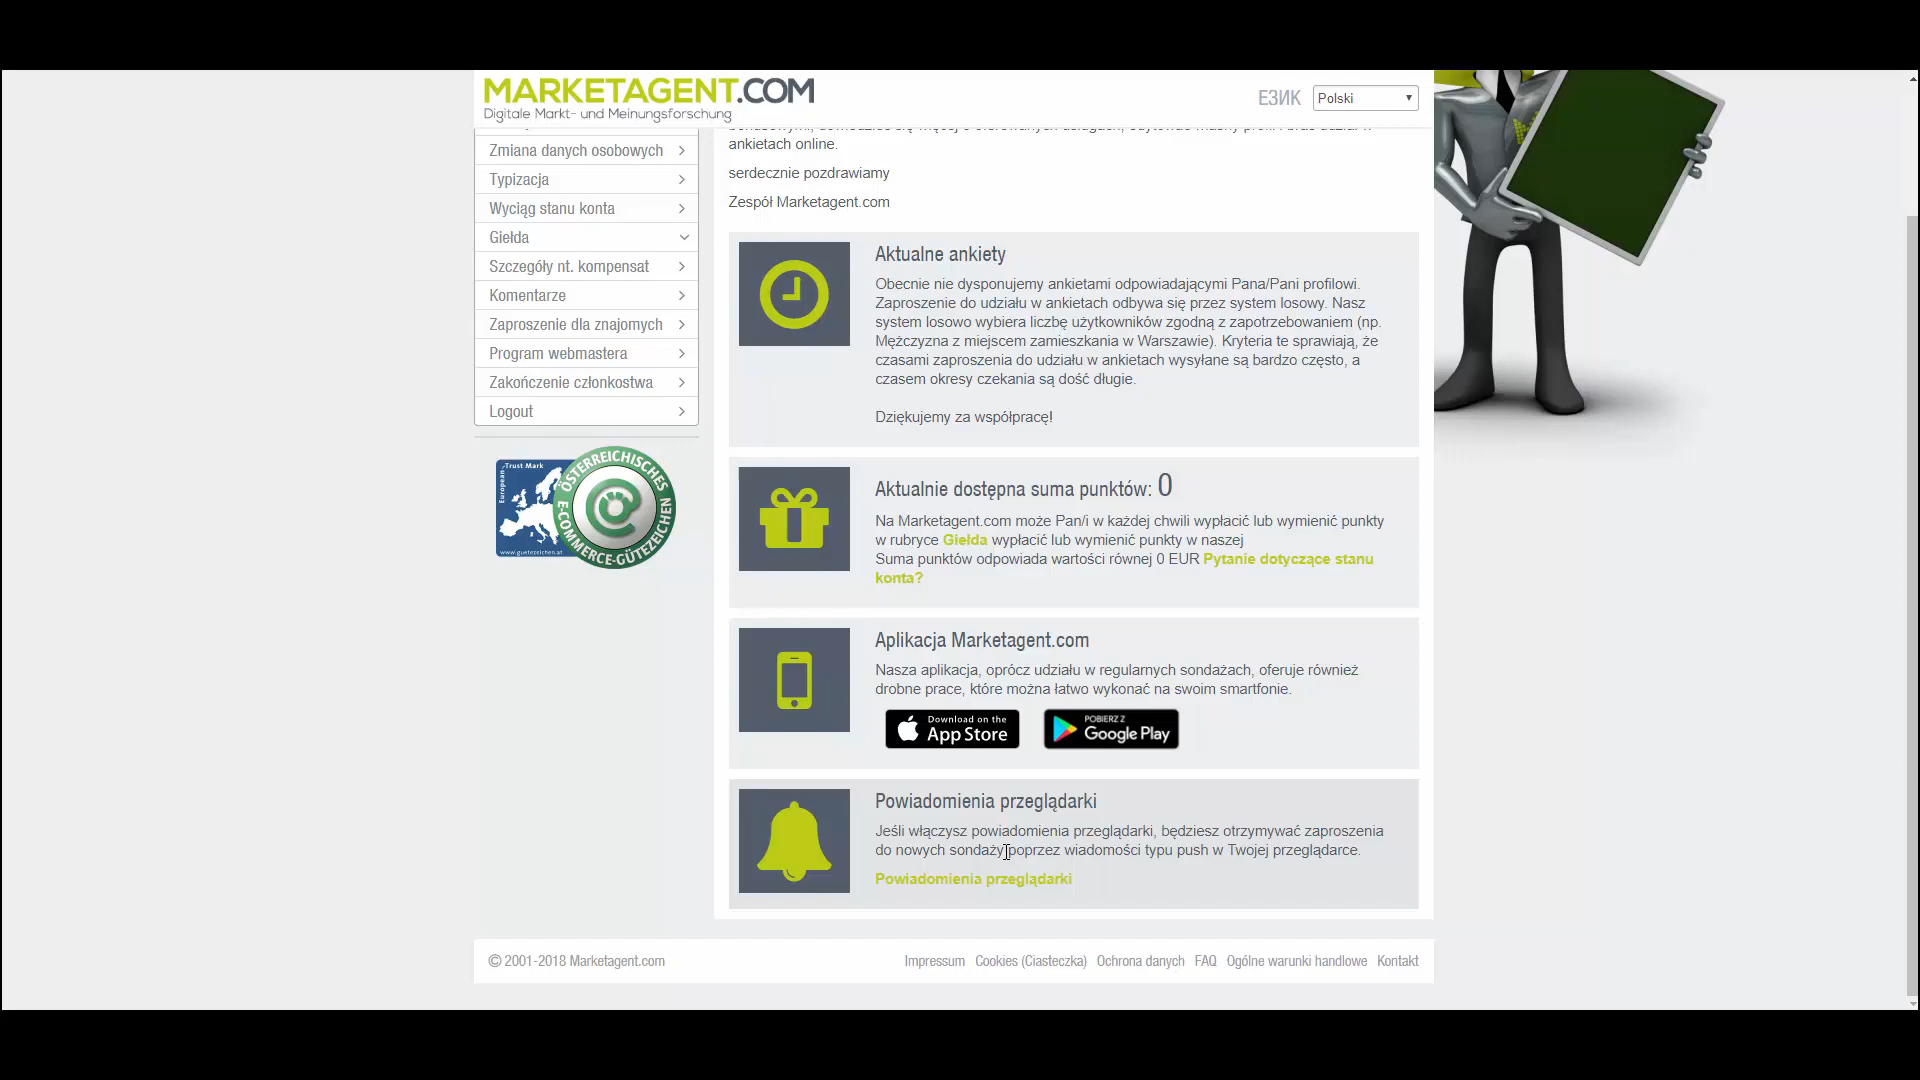 MARKETAGENT.COM
Digitale Markt- und Meinungsforschung
ЕЗИК
Polski
Zmiana danych osobowych
Typizacja
Wyciąg stanu konta
Giełda
Szczegóły nt. kompensat
Komentarze
Zaproszenie dla znajomych
Program webmastera
Zakończenie członkostwa
Logout
European Trust Mark
www.guetezeichen.at
ÖSTERREICHISCHES
E-COMMERCE-GÜTEZEICHEN
ankietach online.
serdecznie pozdrawiamy
Zespół Marketagent.com
Aktualne ankiety
Obecnie nie dysponujemy ankietami odpowiadającymi Pana/Pani profilowi.
Zaproszenie do udziału w ankietach odbywa się przez system losowy. Nasz
system losowo wybiera liczbę użytkowników zgodną z zapotrzebowaniem (np.
Mężczyzna z miejscem zamieszkania w Warszawie). Kryteria te sprawiają, że
czasami zaproszenia do udziału w ankietach wysyłane są bardzo często, a
czasem okresy czekania są dość długie.
Dziękujemy za współpracę!
Aktualnie dostępna suma punktów: 0
Na Marketagent.com może Pan/i w każdej chwili wypłacić lub wymienić punkty
w rubryce Giełda wypłacić lub wymienić punkty w naszej
Suma punktów odpowiada wartości równej 0 EUR Pytanie dotyczące stanu
konta?
Aplikacja Marketagent.com
Nasza aplikacja, oprócz udziału w regularnych sondażach, oferuje również
drobne prace, które można łatwo wykonać na swoim smartfonie.
Download on the
App Store
POBIERZ Z
Google Play
Powiadomienia przeglądarki
Jeśli włączysz powiadomienia przeglądarki, będziesz otrzymywać zaproszenia
do nowych sondaży poprzez wiadomości typu push w Twojej przeglądarce.
Powiadomienia przeglądarki
© 2001-2018 Marketagent.com
Impressum Cookies (Ciasteczka) Ochrona danych FAQ Ogólne warunki handlowe Kontakt